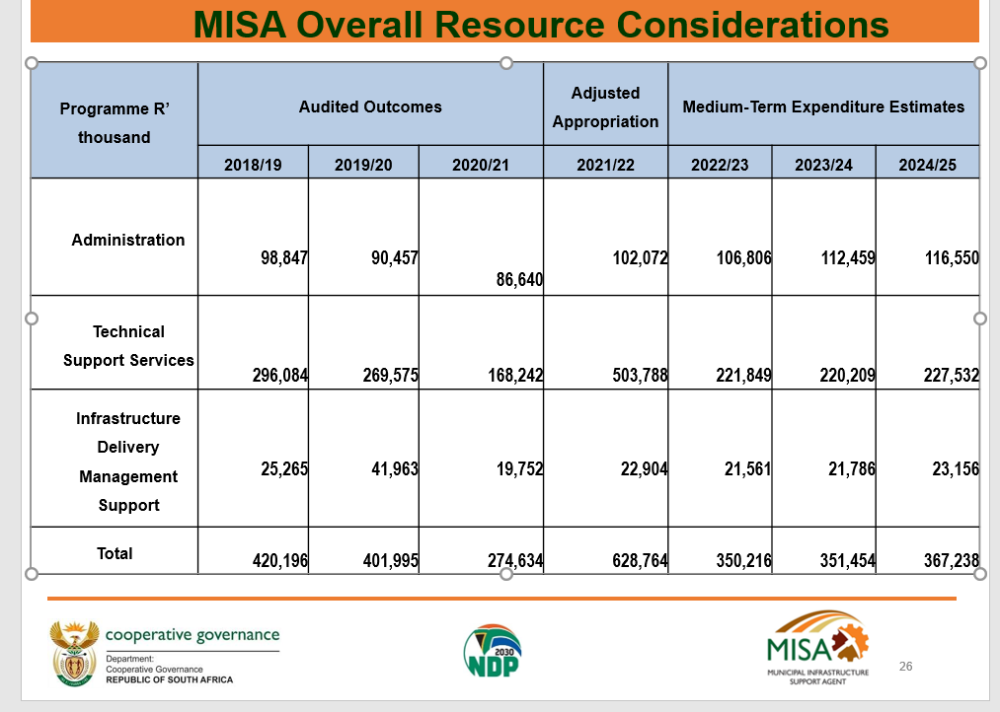 MISA Overall Resource Considerations
Programme R’
thousand
Audited Outcomes
Adjusted
Appropriation
Medium-Term Expenditure Estimates
2018/19 2019/20 2020/21 2021/22 2022/23 2023/24 2024/25
Administration
98,847 90,457 86,640 102,072 106,806 112,459 116,550
Technical
Support Services
296,084 269,575 168,242 503,788 221,849 220,209 227,532
Infrastructure
Delivery
Management
Support
25,265 41,963 19,752 22,904 21,561 21,786 23,156
Total
420,196 401,995 274,634 628,764 350,216 351,454 367,238
cooperative governance
Department:
Cooperative Governance
REPUBLIC OF SOUTH AFRICA
2030
NDP
MISA
MUNICIPAL INFRASTRUCTURE
SUPPORT AGENT
26